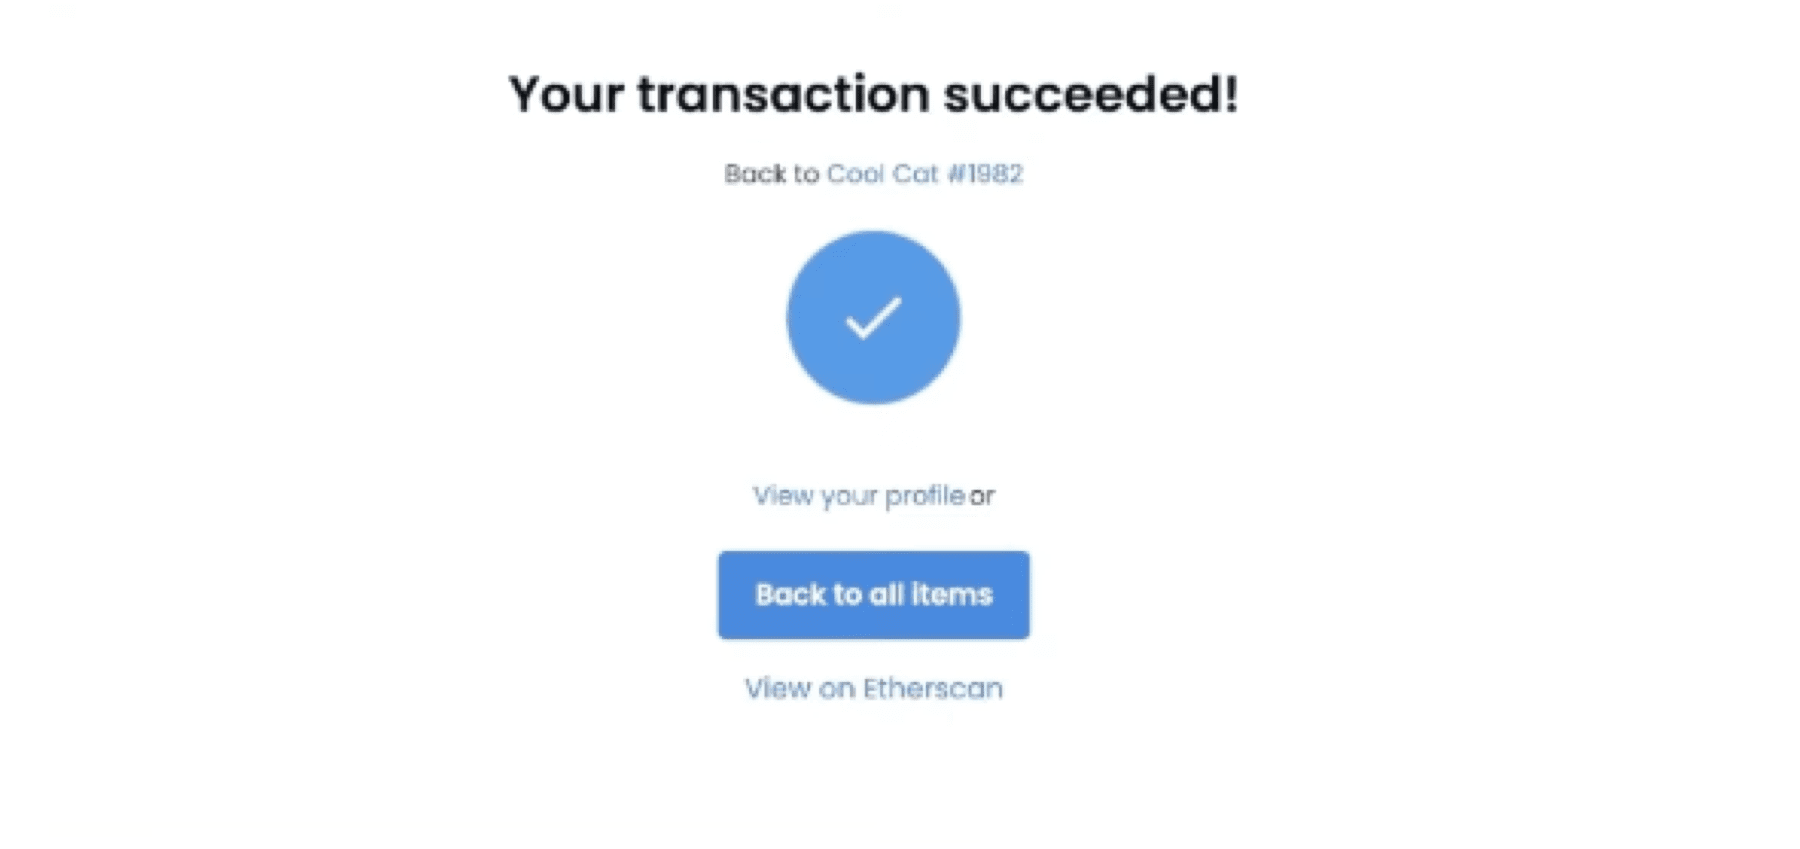 Your transaction succeeded!
Back to Cool Cat #1982
View your profile or
Back to all items
View on Etherscan